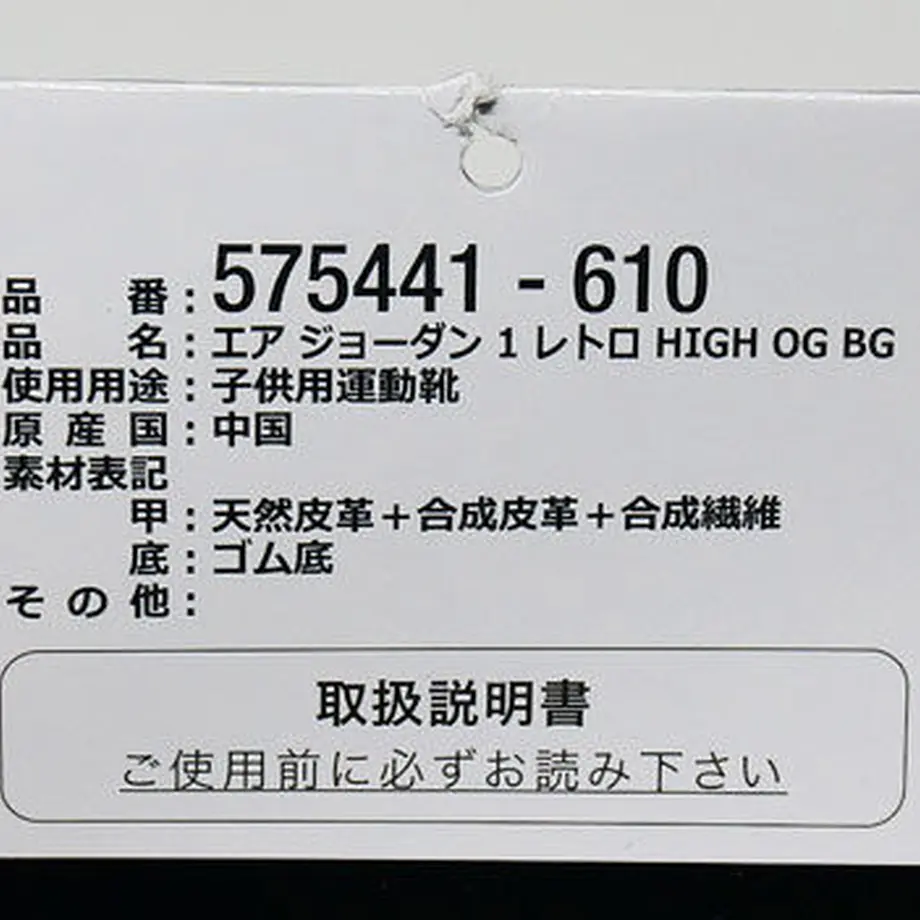 品番：575441 - 610
品名：エア ジョーダン 1 レトロ HIGH OG BG
使用用途：子供用運動靴
原産国：中国
素材表記
甲：天然皮革＋合成皮革＋合成繊維
底：ゴム底
その他：
取扱説明書
ご使用前に必ずお読み下さい